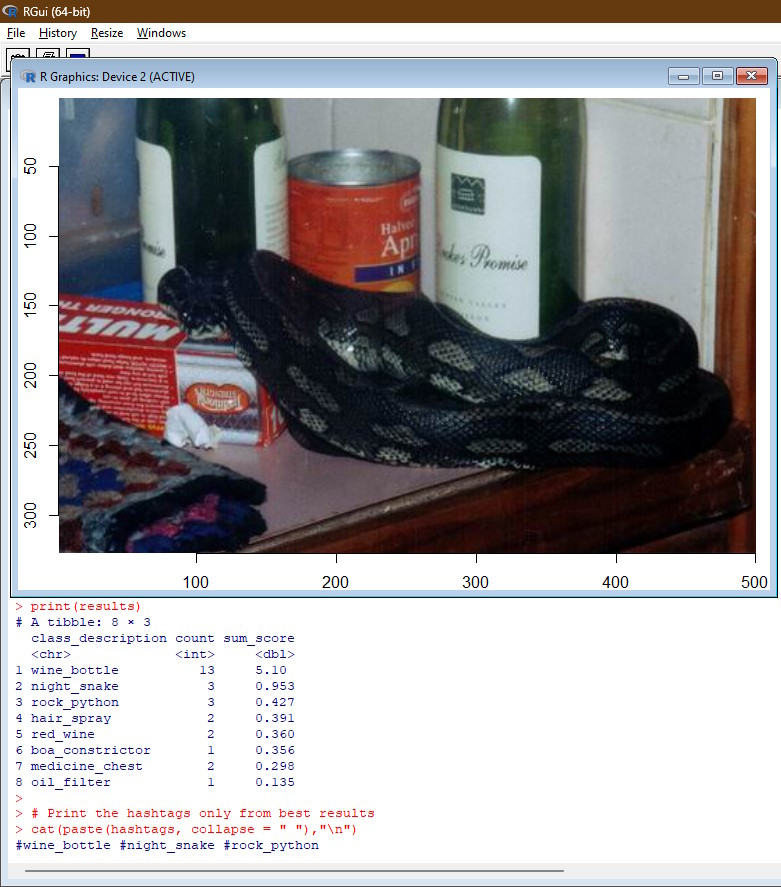 RGui (64-bit)
File History Resize Windows
R Graphics: Device 2 (ACTIVE)
50
100
150
200
250
300
100 200 300 400 500
Halved
Apr
IN S
Promise
MULTI
TRADITIONAL
STRENGTH
> print(results)
# A tibble: 8 × 3
class_description count sum_score
<chr> <int> <dbl>
1 wine_bottle 13 5.10
2 night_snake 3 0.953
3 rock_python 3 0.427
4 hair_spray 2 0.391
5 red_wine 2 0.360
6 boa_constrictor 1 0.356
7 medicine_chest 2 0.298
8 oil_filter 1 0.135
>
> # Print the hashtags only from best results
> cat(paste(hashtags, collapse = " "),"\n")
#wine_bottle #night_snake #rock_python